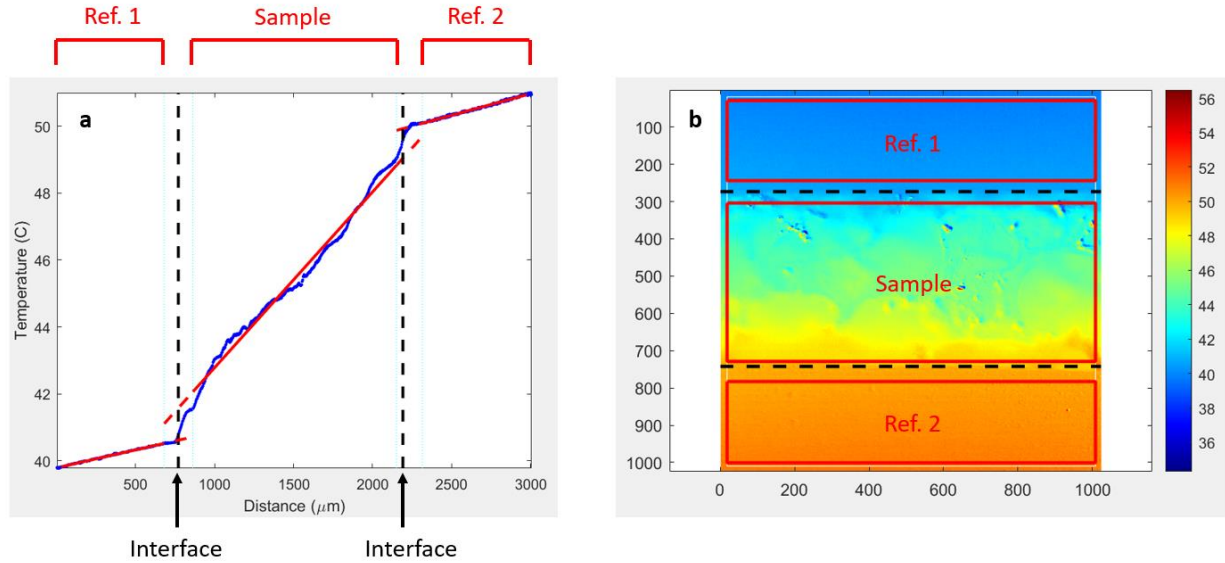 Ref. 1 Sample Ref. 2
a
50
48
46
44
42
40
Temperature (C)
500 1000 1500 2000 2500 3000
Distance (μm)
Interface Interface
b
100
200
300
400
500
600
700
800
900
1000
0 200 400 600 800 1000
Ref. 1
Sample
Ref. 2
56
54
52
50
48
46
44
42
40
38
36